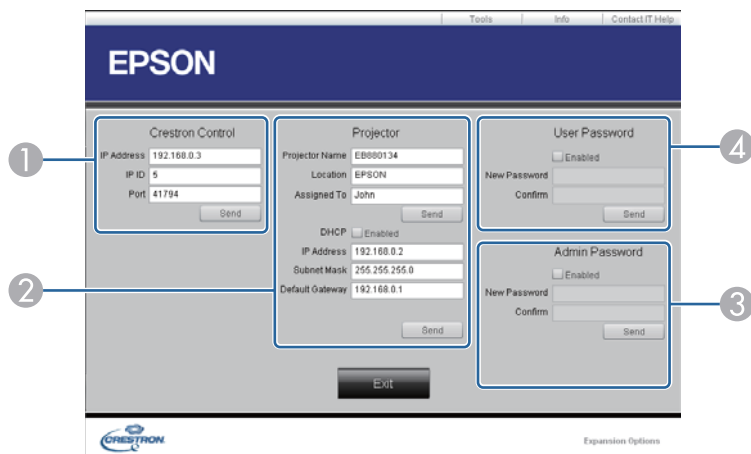 Tools | Info | Contact IT Help
EPSON
Crestron Control
IP Address 192.168.0.3
IP ID 5
Port 41794
Send
1
Projector
Projector Name EB880134
Location EPSON
Assigned To John
Send
DHCP Enabled
IP Address 192.168.0.2
Subnet Mask 255.255.255.0
Default Gateway 192.168.0.1
Send
2
User Password
Enabled
New Password
Confirm
Send
4
Admin Password
Enabled
New Password
Confirm
Send
3
Exit
CRESTRON
Expansion Options